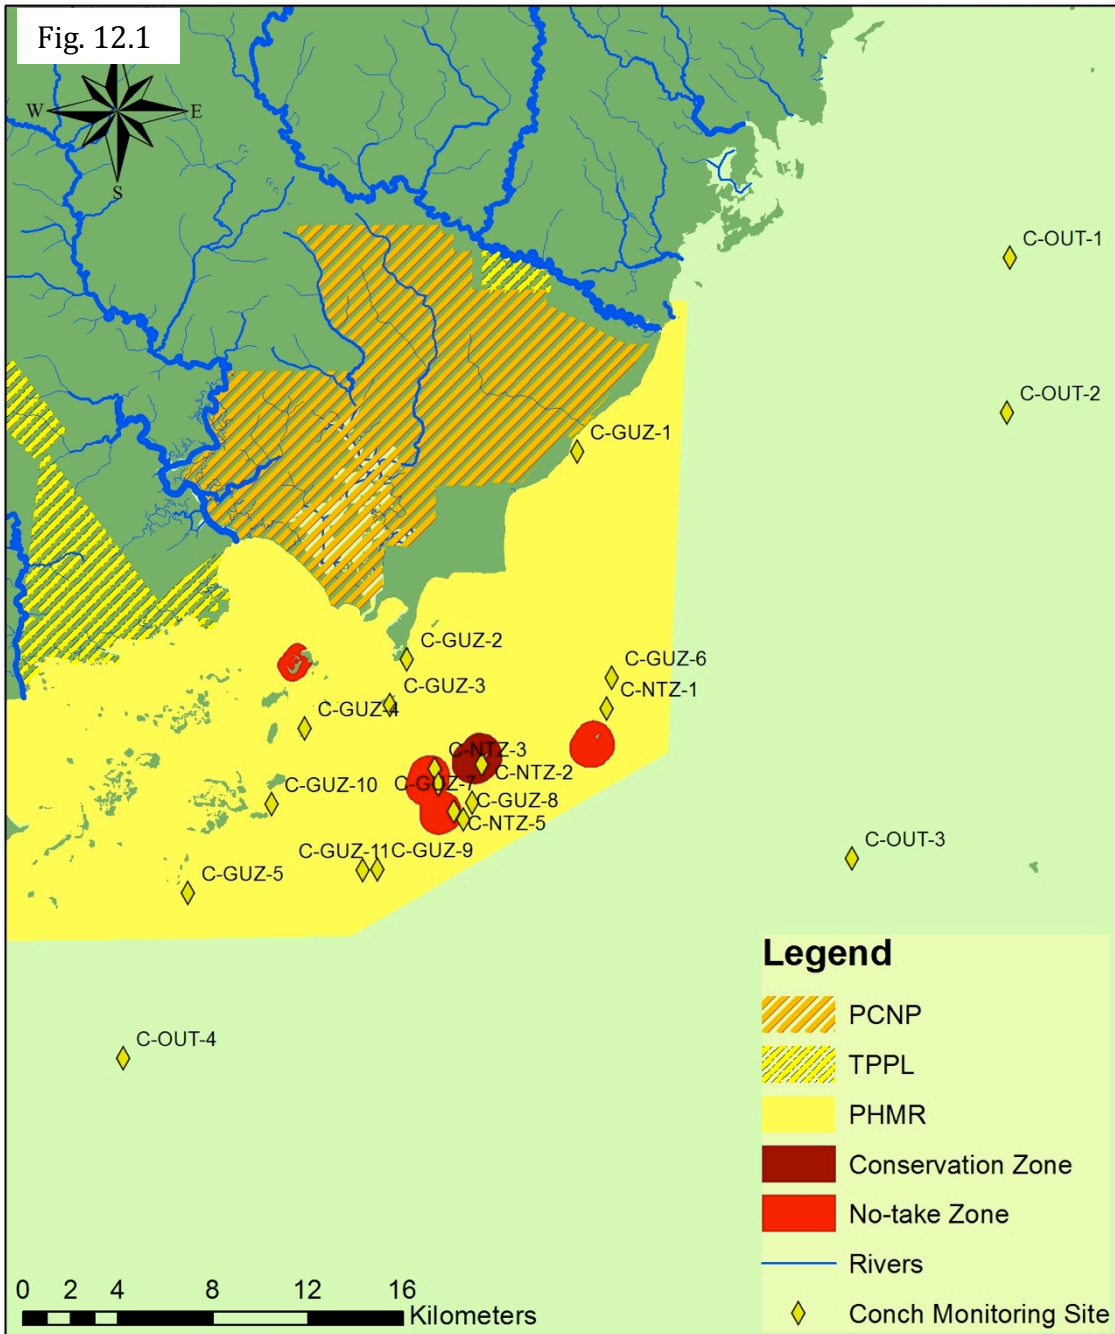 Fig. 12.1
W
E
S
C-OUT-1
C-OUT-2
C-GUZ-1
C-GUZ-2
C-GUZ-6
C-GUZ-3
C-NTZ-1
C-GUZ-4
C-NTZ-3
C-NTZ-2
C-GUZ-7
C-GUZ-10
C-GUZ-8
C-NTZ-5
C-GUZ-11
C-GUZ-9
C-OUT-3
C-GUZ-5
C-OUT-4
Legend
PCNP
TPPL
PHMR
Conservation Zone
No-take Zone
Rivers
Conch Monitoring Site
0 2 4 8 12 16
Kilometers